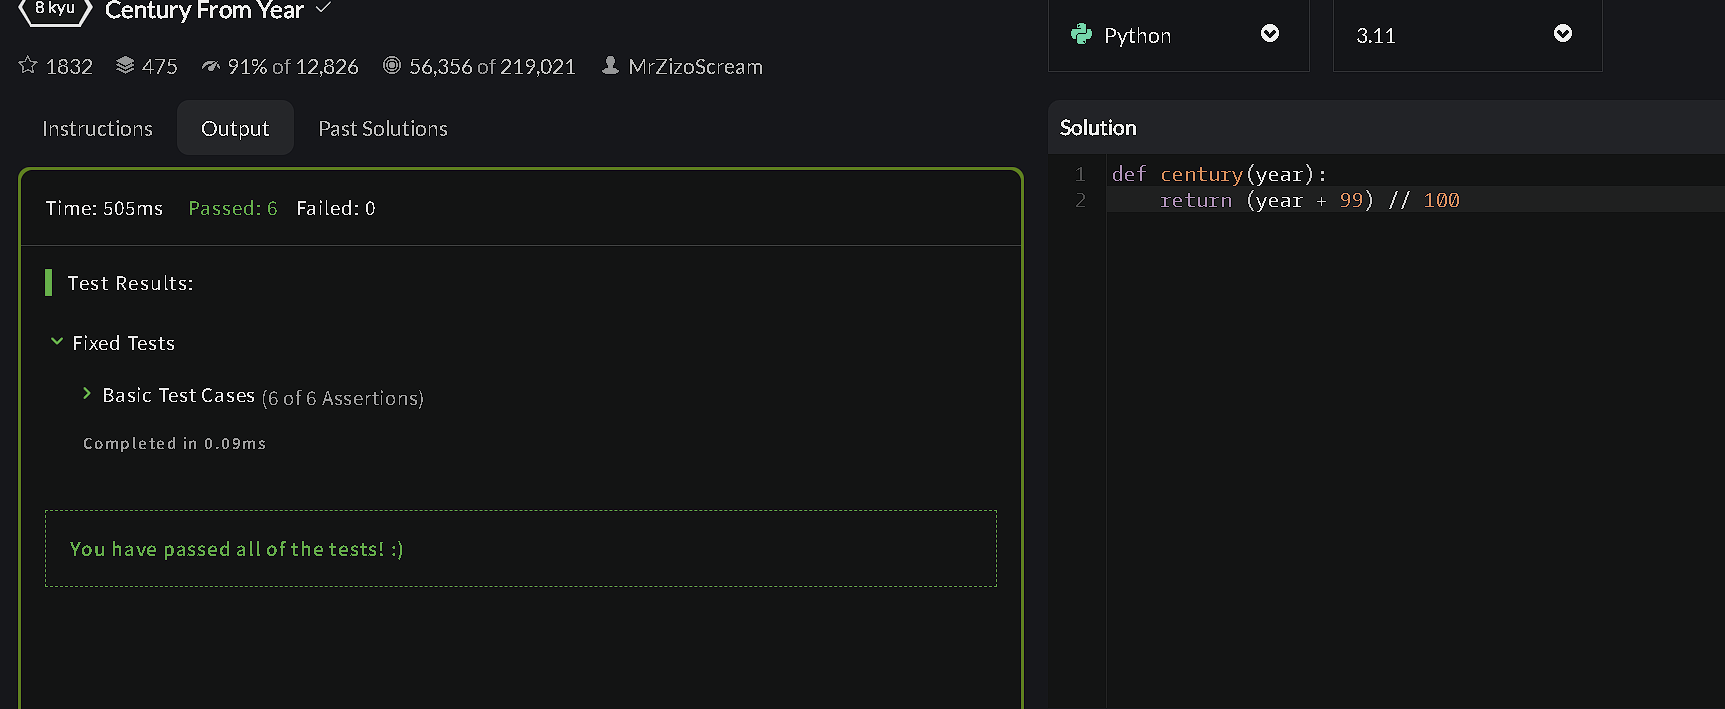 8 kyu Century From Year
1832 475 91% of 12,826 56,356 of 219,021 MrZizoScream
Instructions Output Past Solutions
Time: 505ms Passed: 6 Failed: 0
Test Results:
Fixed Tests
Basic Test Cases (6 of 6 Assertions)
Completed in 0.09ms
You have passed all of the tests! :)
Python 3.11
Solution
1 def century(year):
2 return (year + 99) // 100